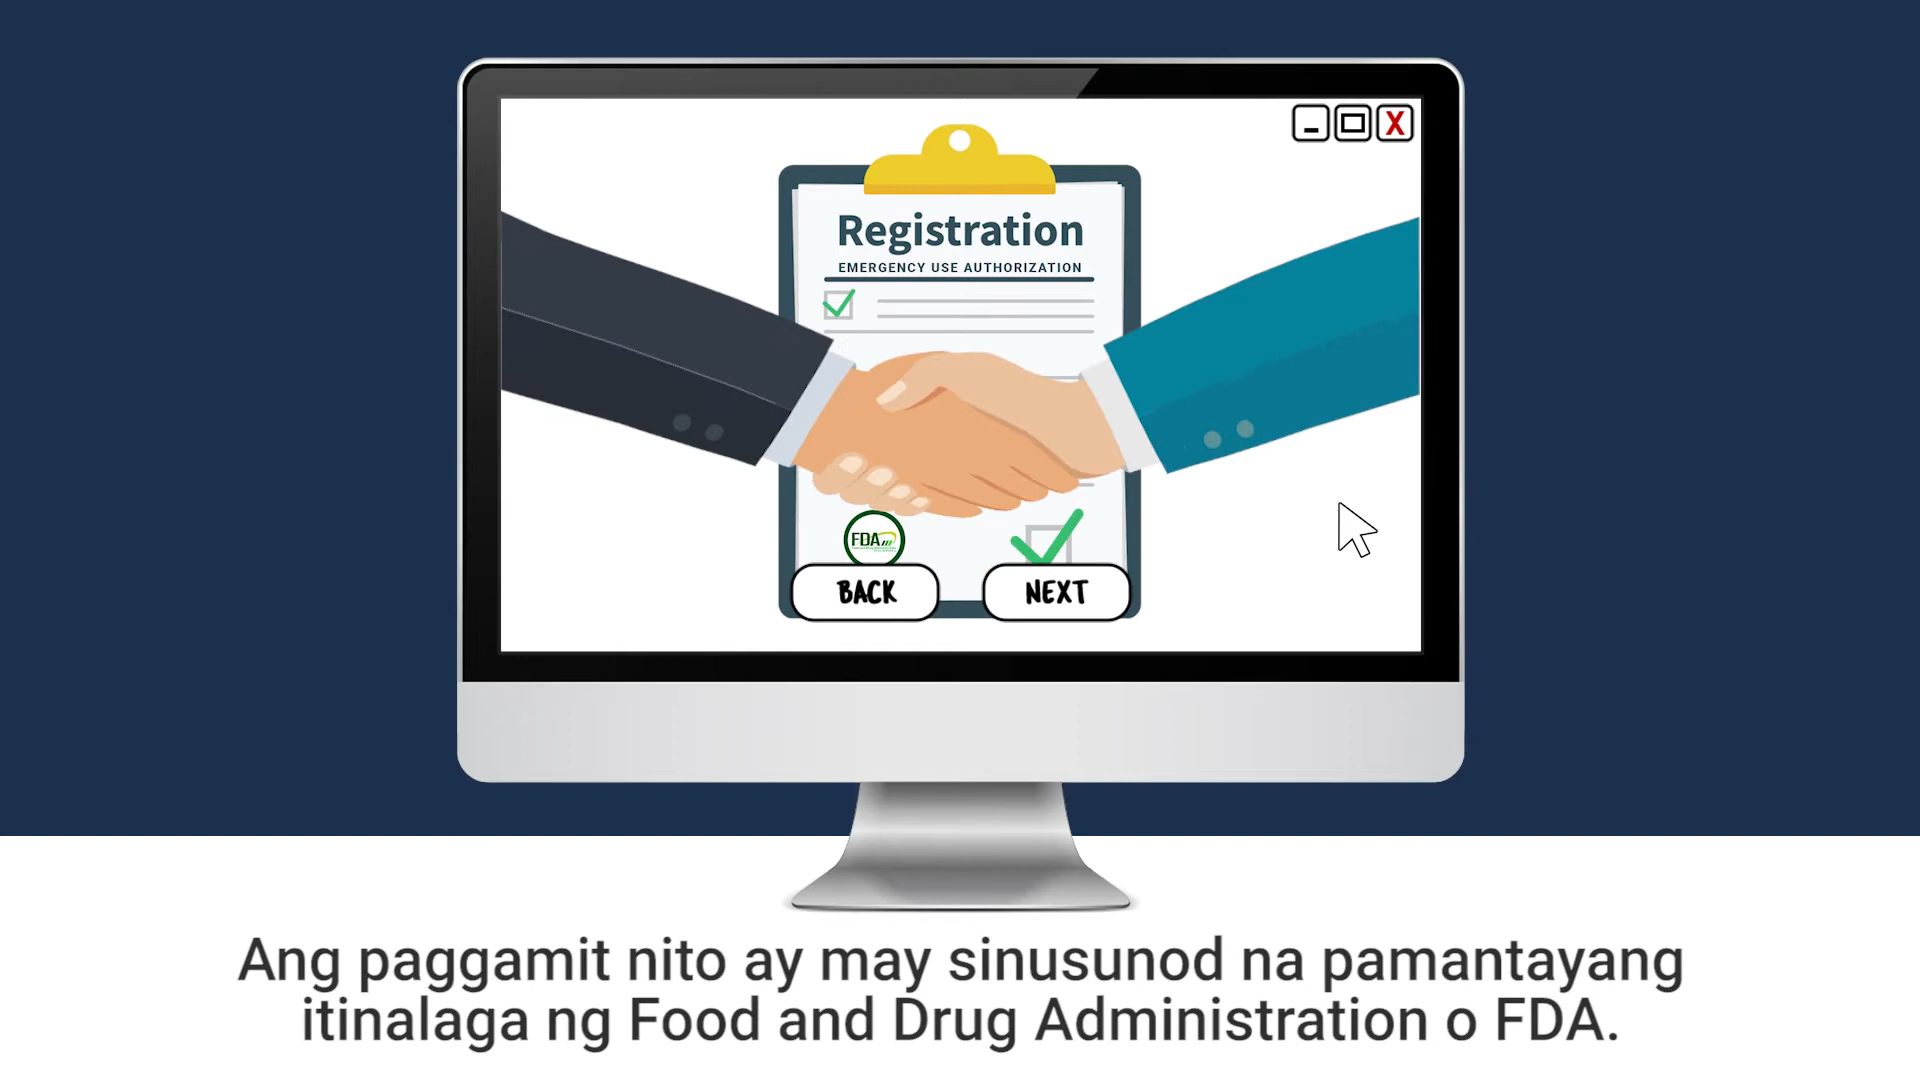 X
Registration
EMERGENCY USE AUTHORIZATION
FDA
BACK
NEXT
Ang paggamit nito ay may sinusunod na pamantayang
itinalaga ng Food and Drug Administration o FDA.